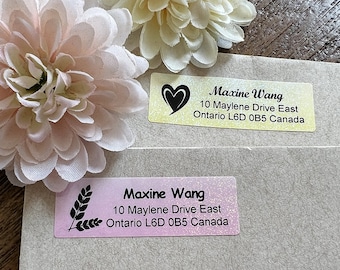 Maxine Wang
10 Maylene Drive East
Ontario L6D 0B5 Canada
Maxine Wang
10 Maylene Drive East
Ontario L6D 0B5 Canada